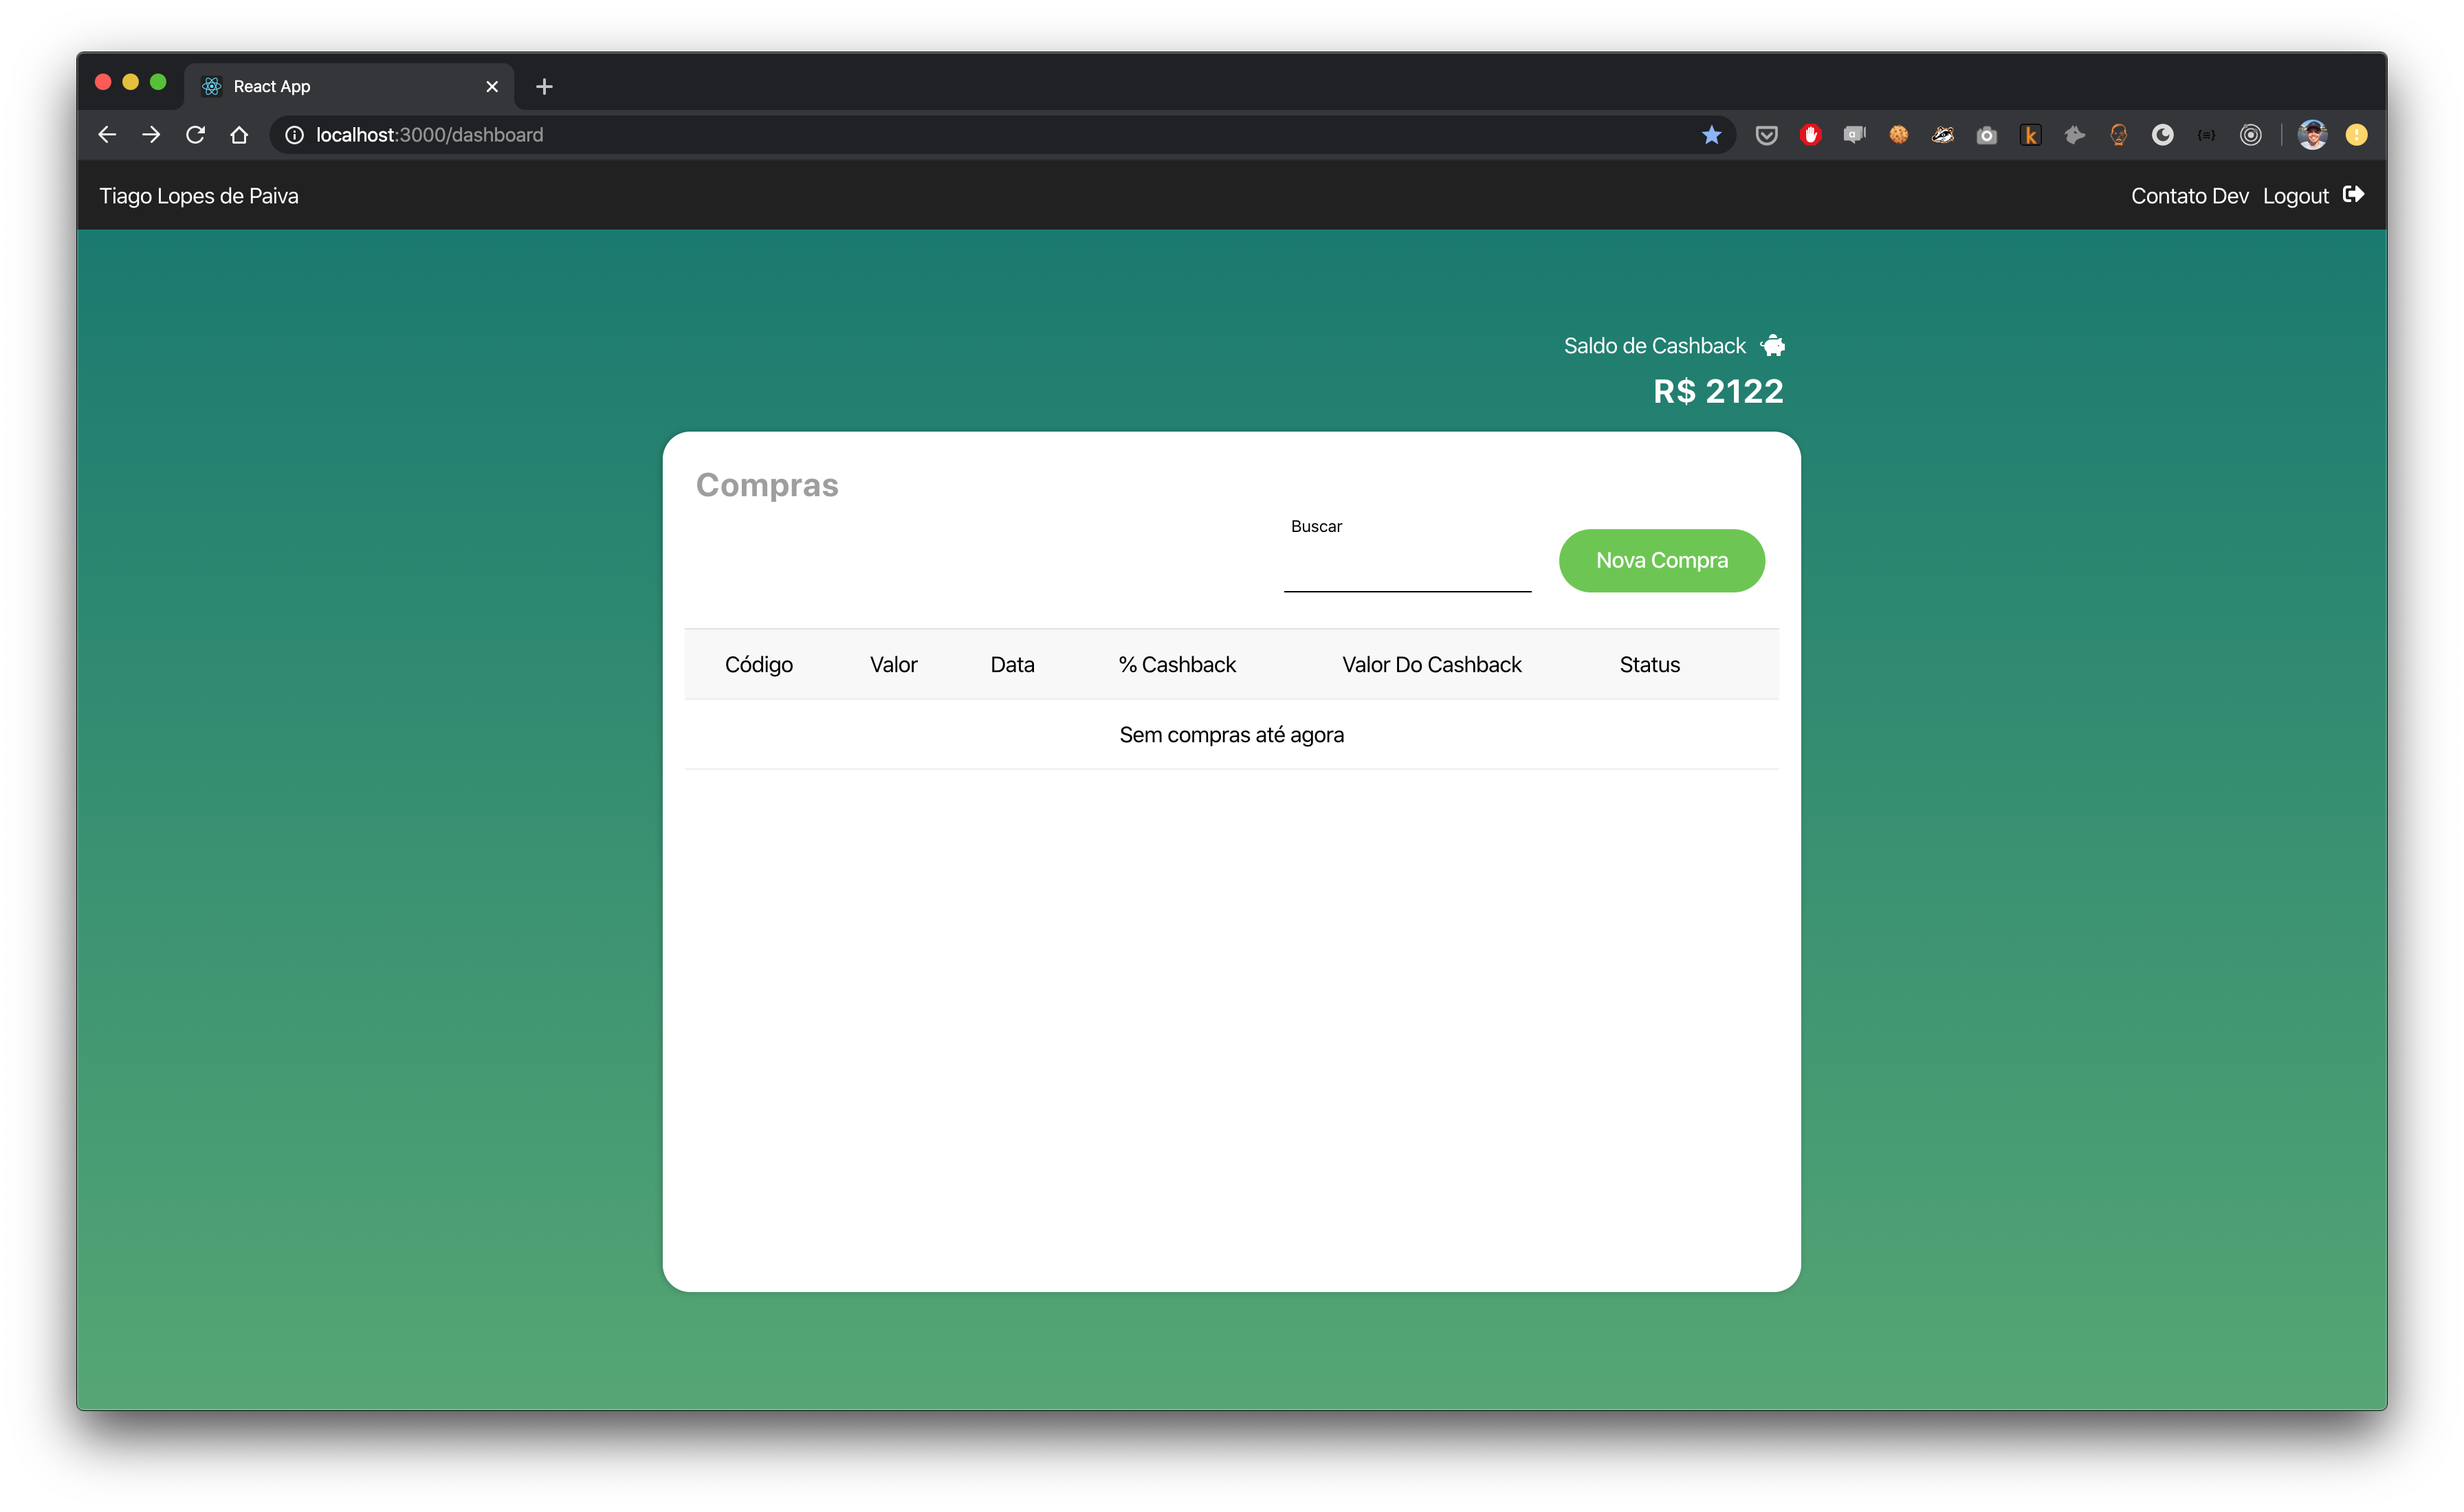 React App
localhost:3000/dashboard
Tiago Lopes de Paiva
Contato Dev Logout
Saldo de Cashback
R$ 2122
Compras
Buscar
Nova Compra
Código Valor Data % Cashback Valor Do Cashback Status
Sem compras até agora